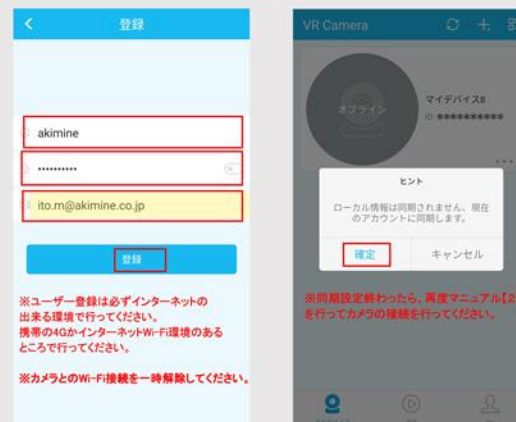 登録
akimine
••••••••••
ito.m@akimine.co.jp
登録
※ユーザー登録は必ずインターネットの
出来る環境で行ってください。
携帯の4GかインターネットWi-Fi環境のある
ところで行ってください。
※カメラとのWi-Fi接続を一時解除してください。
VR Camera
オフライン
マイデバイス8
ID:**********
ヒント
ローカル情報は同期されません、現在
のアカウントに同期します。
確定
キャンセル
※同期設定終わったら、再度マニュアル【2
を行ってカメラの接続を行ってください。